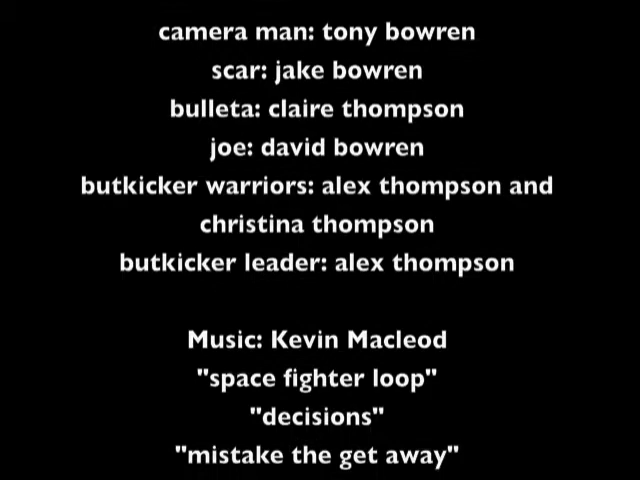 camera man: tony bowren
scar: jake bowren
bulleta: claire thompson
joe: david bowren
butkicker warriors: alex thompson and
christina thompson
butkicker leader: alex thompson
Music: Kevin Macleod
"space fighter loop"
"decisions"
"mistake the get away"